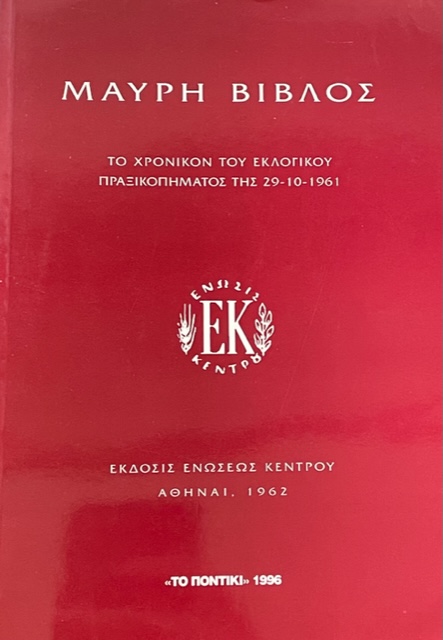 ΜΑΥΡΗ ΒΙΒΛΟΣ
ΤΟ ΧΡΟΝΙΚΟΝ ΤΟΥ ΕΚΛΟΓΙΚΟΥ
ΠΡΑΞΙΚΟΠΗΜΑΤΟΣ ΤΗΣ 29-10-1961
ΕΝΩΣΙΣ
ΕΚ
ΚΕΝΤΡΟΥ
ΕΚΔΟΣΙΣ ΕΝΩΣΕΩΣ ΚΕΝΤΡΟΥ
ΑΘΗΝΑΙ, 1962
«ΤΟ ΠΟΝΤΙΚΙ» 1996